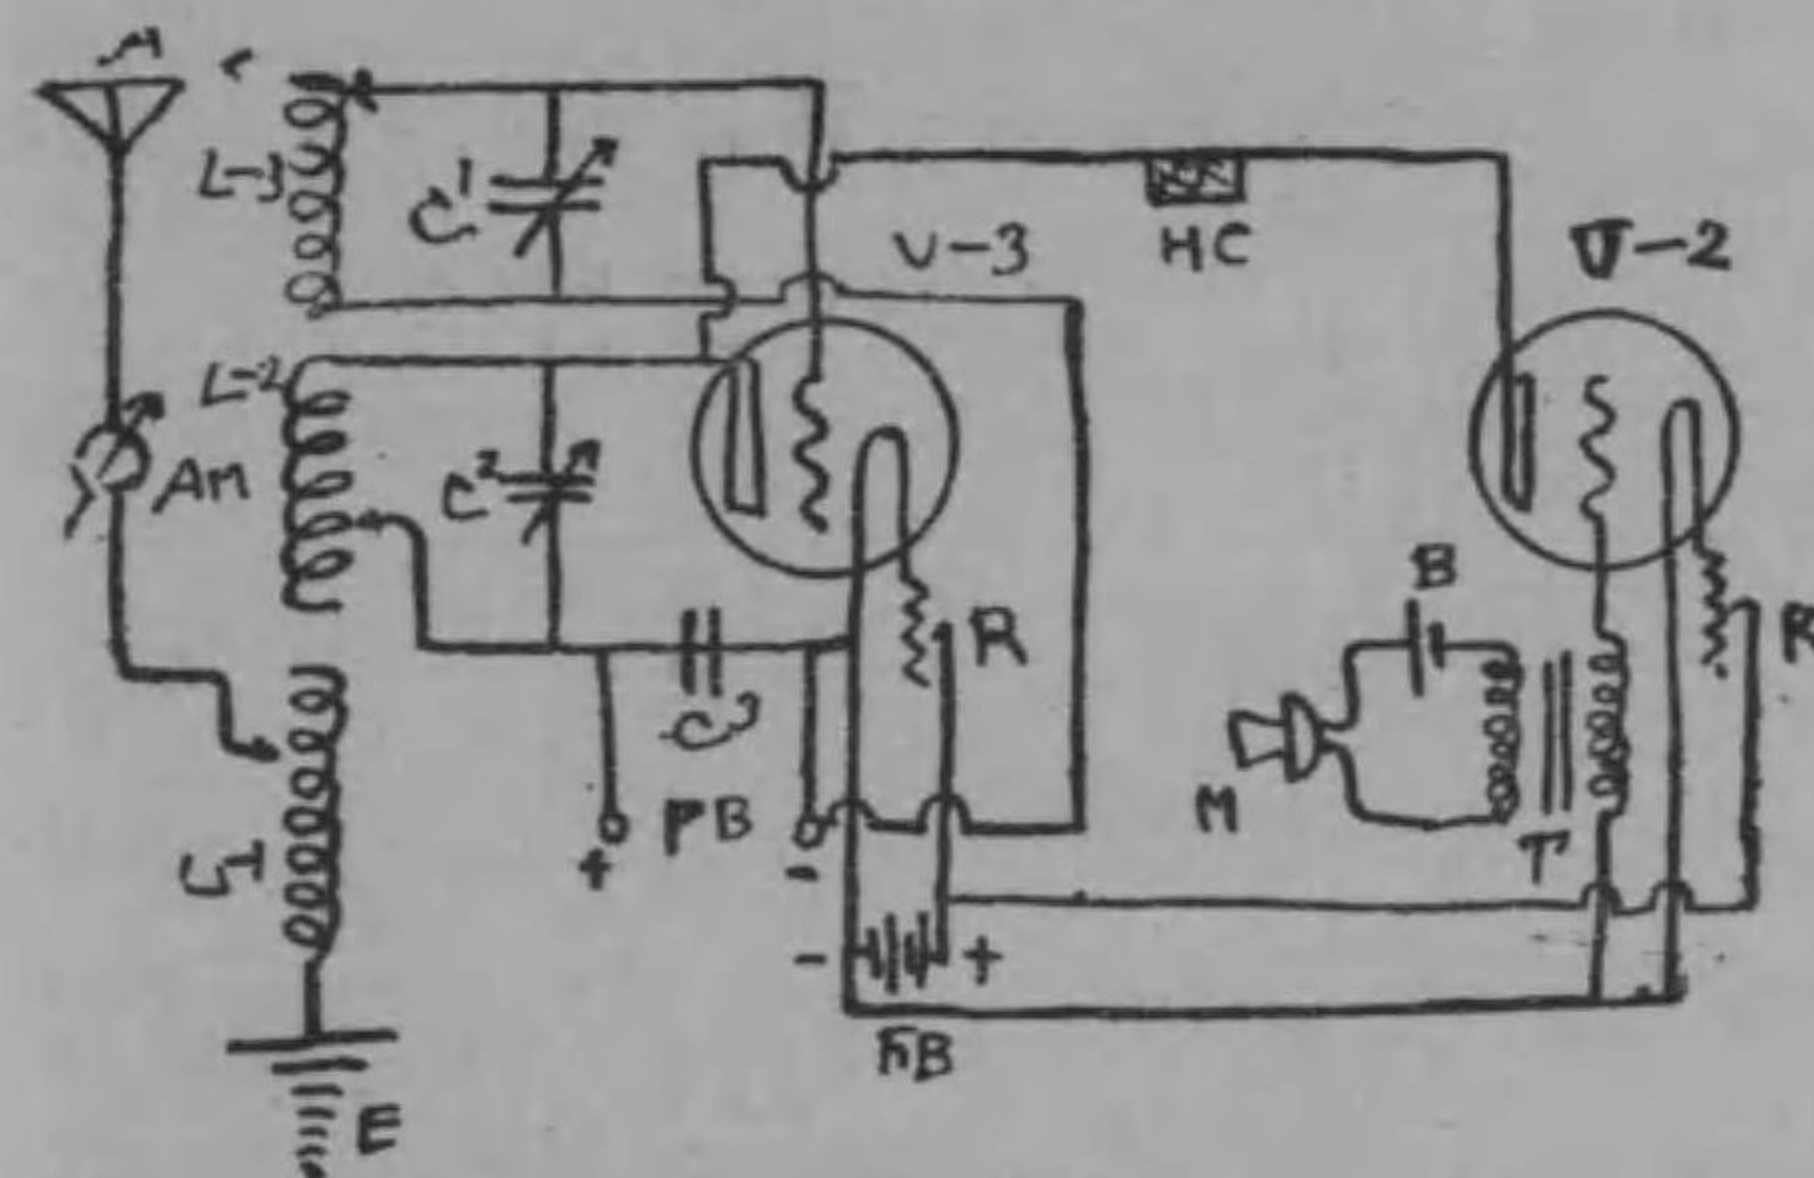 L-3
C¹
V-3
HC
V-2
L-2
Am
C²
B
R
R
C³
M
PB
+
-
T
L-1
-
+
FB
E